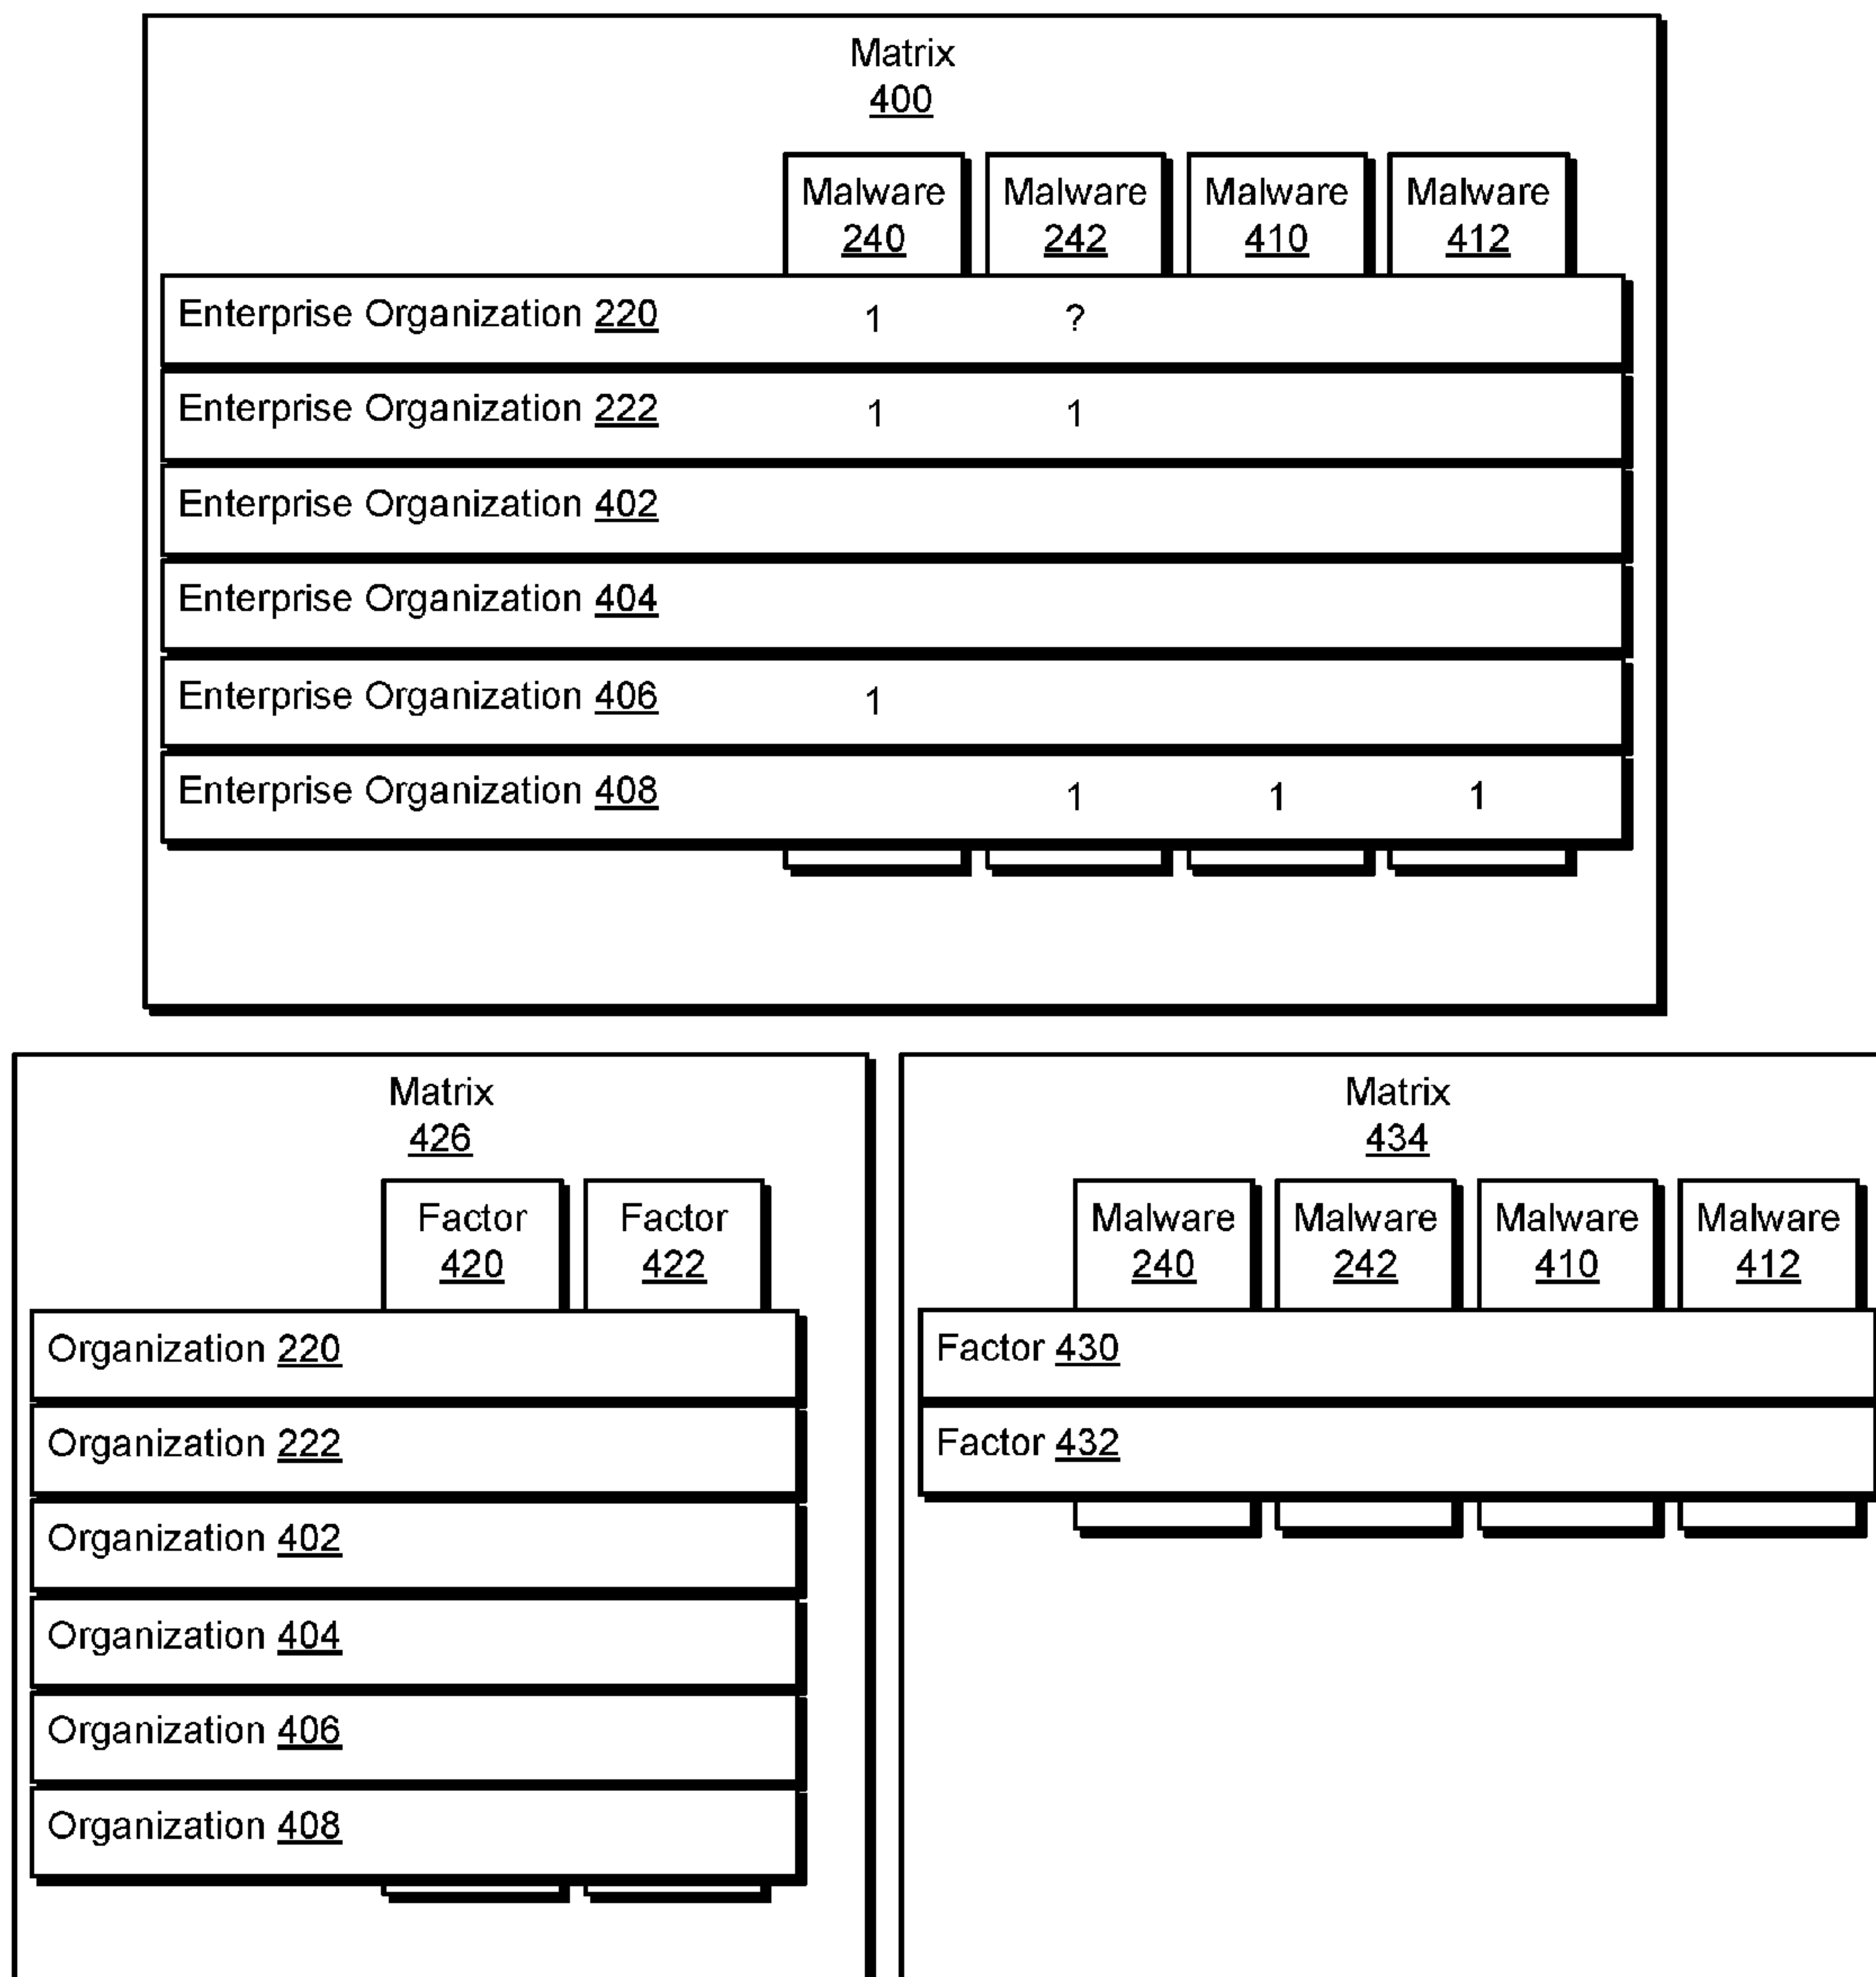 Matrix
400
Malware 240 Malware 242 Malware 410 Malware 412
Enterprise Organization 220 1 ?
Enterprise Organization 222 1 1
Enterprise Organization 402
Enterprise Organization 404
Enterprise Organization 406 1
Enterprise Organization 408 1 1 1
Matrix
426
Factor 420 Factor 422
Organization 220
Organization 222
Organization 402
Organization 404
Organization 406
Organization 408
Matrix
434
Malware 240 Malware 242 Malware 410 Malware 412
Factor 430
Factor 432